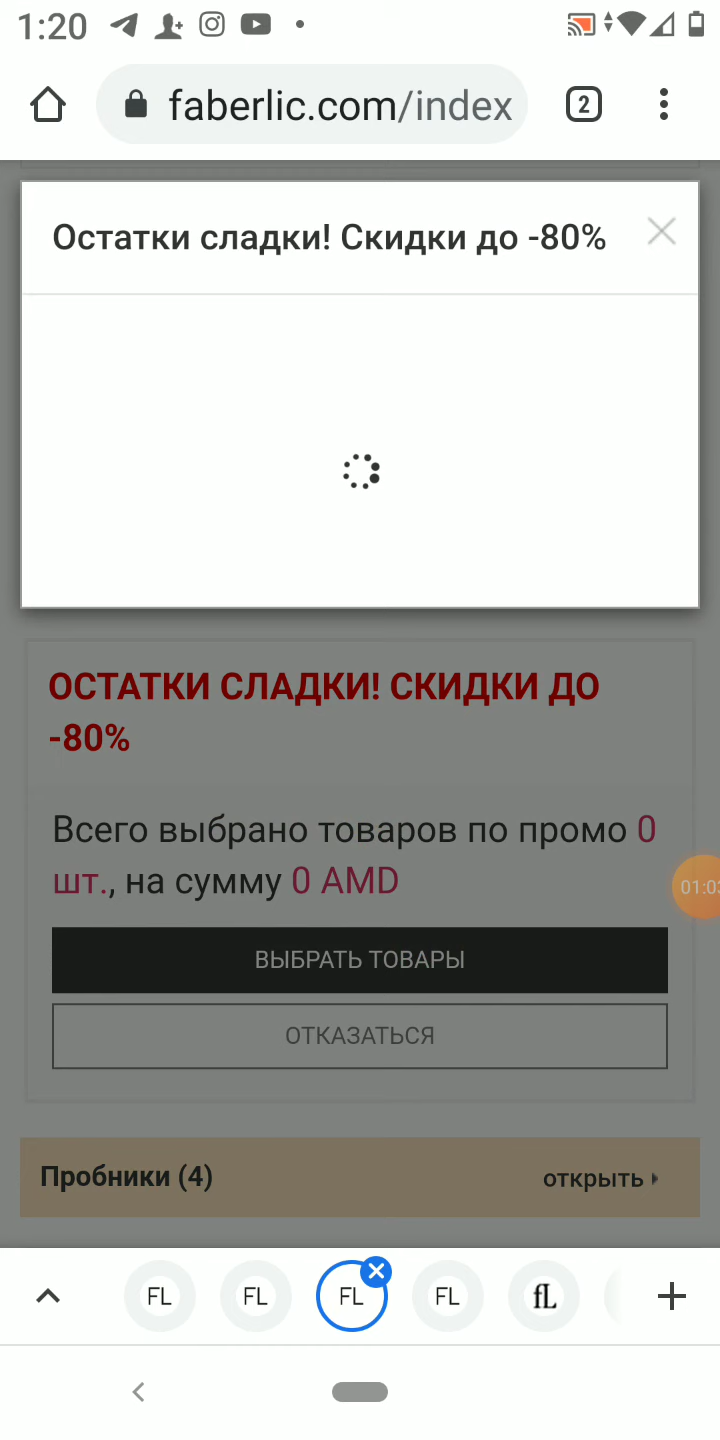 1:20
faberlic.com/index
2
Остатки сладки! Скидки до -80%
ОСТАТКИ СЛАДКИ! СКИДКИ ДО
-80%
Всего выбрано товаров по промо 0
шт., на сумму 0 AMD
01:03
ВЫБРАТЬ ТОВАРЫ
ОТКАЗАТЬСЯ
Пробники (4)
открыть
FL
FL
FL
FL
fL